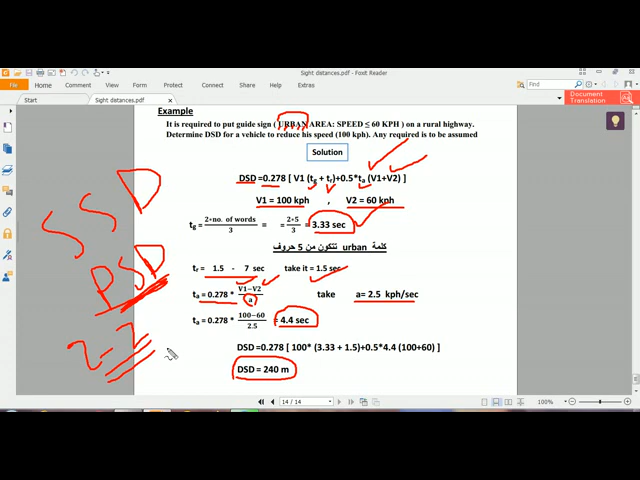 Sight distances.pdf - Foxit Reader
File Home Comment View Form Protect Share Connect Help Extras
Find
Start Sight distances.pdf
Document Translation
Example
It is required to put guide sign ( URBAN AREA: SPEED ≤ 60 KPH ) on a rural highway.
Determine DSD for a vehicle to reduce his speed (100 kph). Any required is to be assumed
Solution
DSD =0.278 [ V1 (tg + tr)+0.5*ta (V1+V2) ]
V1 = 100 kph , V2 = 60 kph
tg = 2*no. of words/3 = = 2*5/3 = 3.33 sec
كلمة urban تتكون من 5 حروف
tr = 1.5 - 7 sec take it = 1.5 sec
ta = 0.278 * V1−V2/a take a= 2.5 kph/sec
ta = 0.278 * 100−60/2.5 = 4.4 sec
DSD =0.278 [ 100* (3.33 + 1.5)+0.5*4.4 (100+60) ]
DSD = 240 m
SSD
PSD
2-2
14 / 14
100%